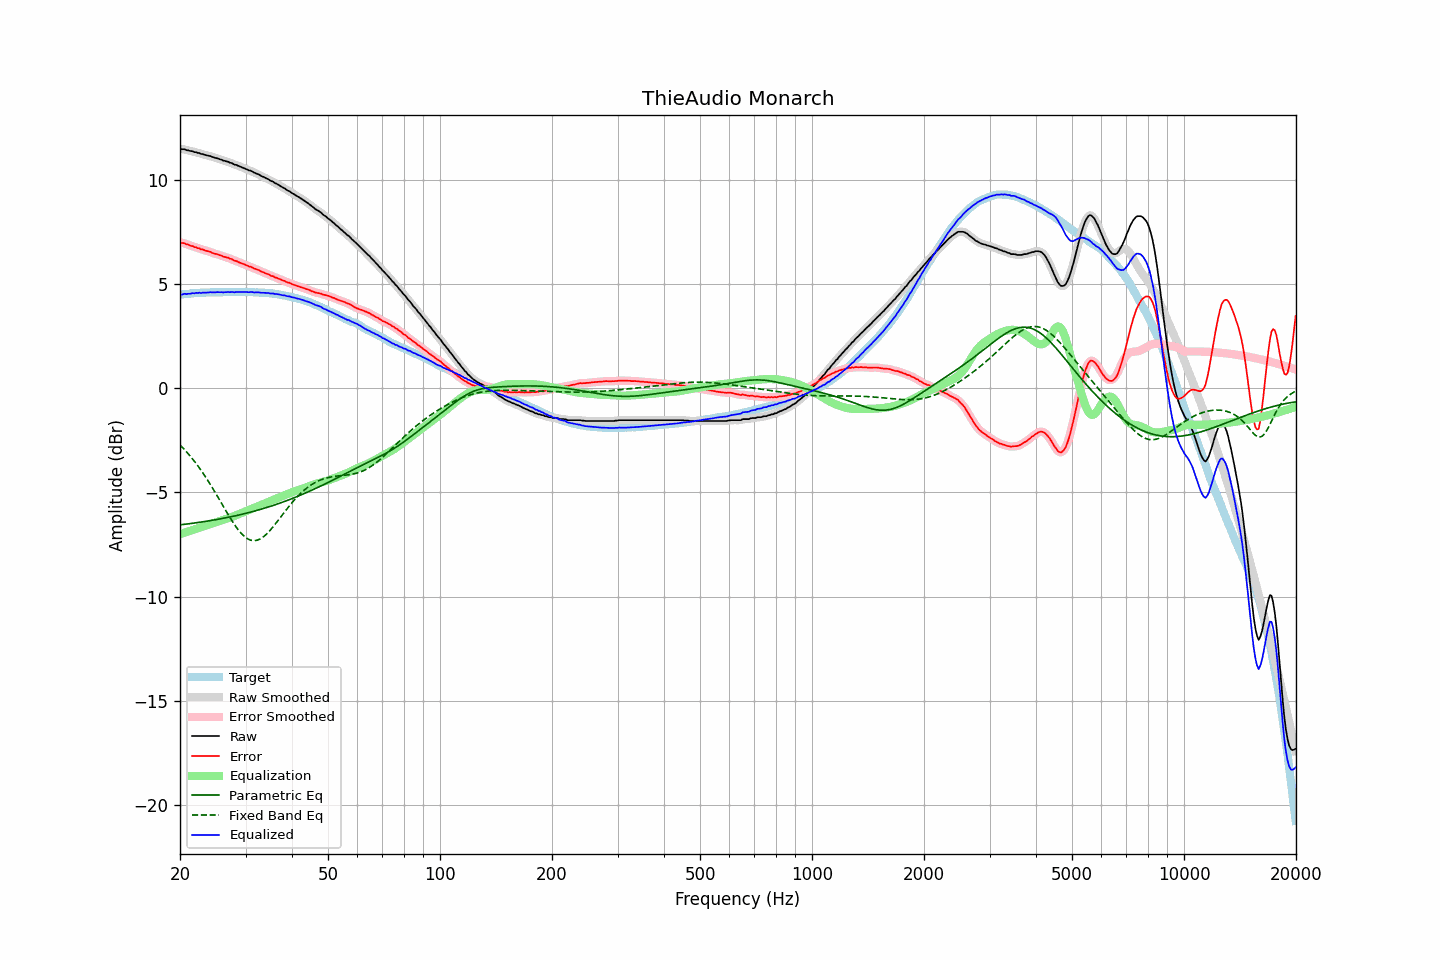 ThieAudio Monarch
Amplitude (dBr)
10
5
0
−5
−10
−15
−20
Target
Raw Smoothed
Error Smoothed
Raw
Error
Equalization
Parametric Eq
Fixed Band Eq
Equalized
20 50 100 200 500 1000 2000 5000 10000 20000
Frequency (Hz)